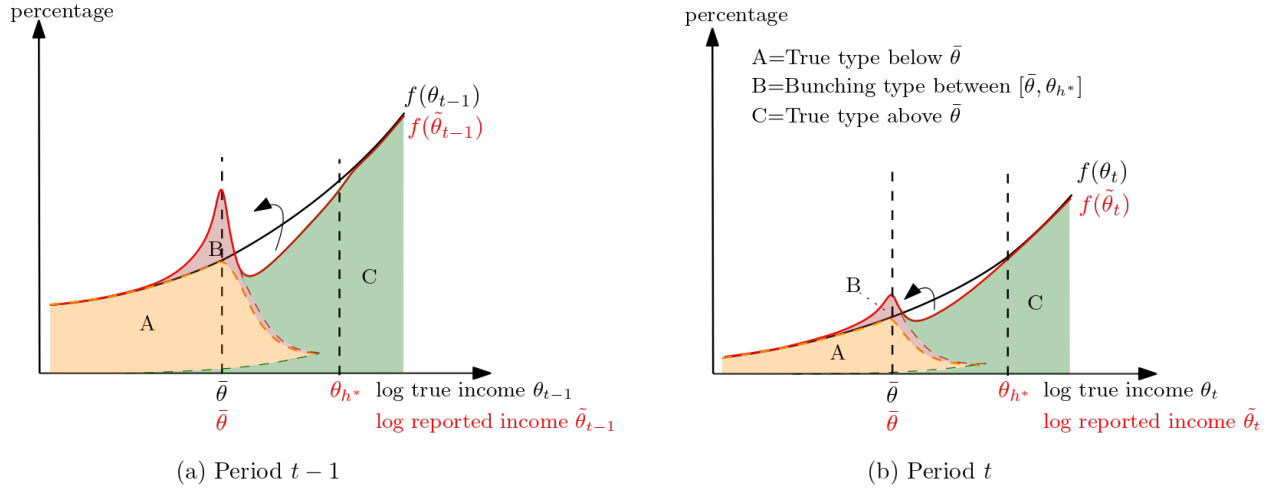 percentage
f(θ_{t−1})
f(θ̃_{t−1})
B
C
A
θ̄
θ_{h*}
log true income θ_{t−1}
θ̄
log reported income θ̃_{t−1}
(a) Period t − 1
percentage
A=True type below θ̄
B=Bunching type between [θ̄, θ_{h*}]
C=True type above θ̄
f(θ_t)
f(θ̃_t)
B
C
A
θ̄
θ_{h*}
log true income θ_t
θ̄
log reported income θ̃_t
(b) Period t